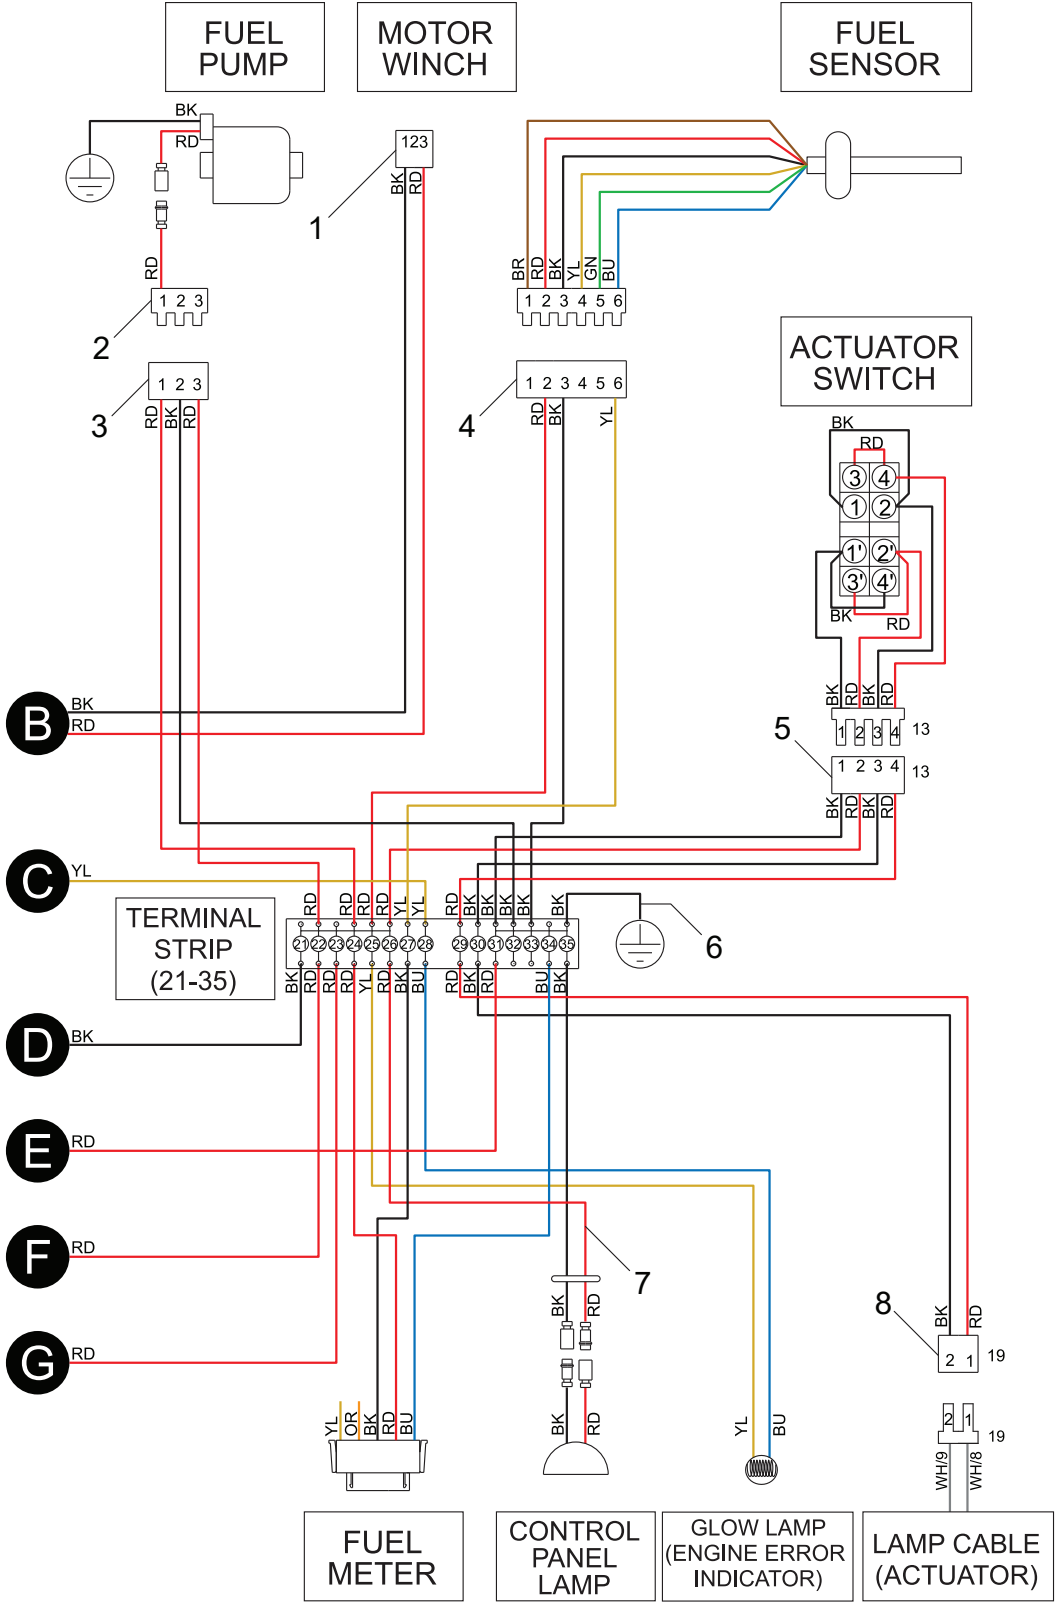 FUEL
PUMP
MOTOR
WINCH
FUEL
SENSOR
BK
RD
123
BK
RD
1
RD
1 2 3
2
BR
RD
BK
YL
GN
BU
1 2 3 4 5 6
ACTUATOR
SWITCH
1 2 3
3
RD
BK
RD
1 2 3 4 5 6
4
RD
BK
YL
BK
RD
3 4
1 2
1' 2'
3' 4'
BK
RD
BK
RD
BK
RD
1 2 3 4 13
5
1 2 3 4 13
BK
RD
BK
RD
B
BK
RD
C
YL
TERMINAL
STRIP
(21-35)
RD
RD
RD
RD
YL
YL
RD
BK
BK
BK
BK
BK
6
21 22 23 24 25 26 27 28 29 30 31 32 33 34 35
BK
RD
RD
RD
YL
RD
BK
BU
RD
BK
RD
BU
BK
D
BK
E
RD
F
RD
G
RD
7
BK
RD
8
BK
RD
2 1 19
YL
OR
BK
RD
BU
BK
RD
YL
BU
2 1 19
WH/9
WH/8
FUEL
METER
CONTROL
PANEL
LAMP
GLOW LAMP
(ENGINE ERROR
INDICATOR)
LAMP CABLE
(ACTUATOR)